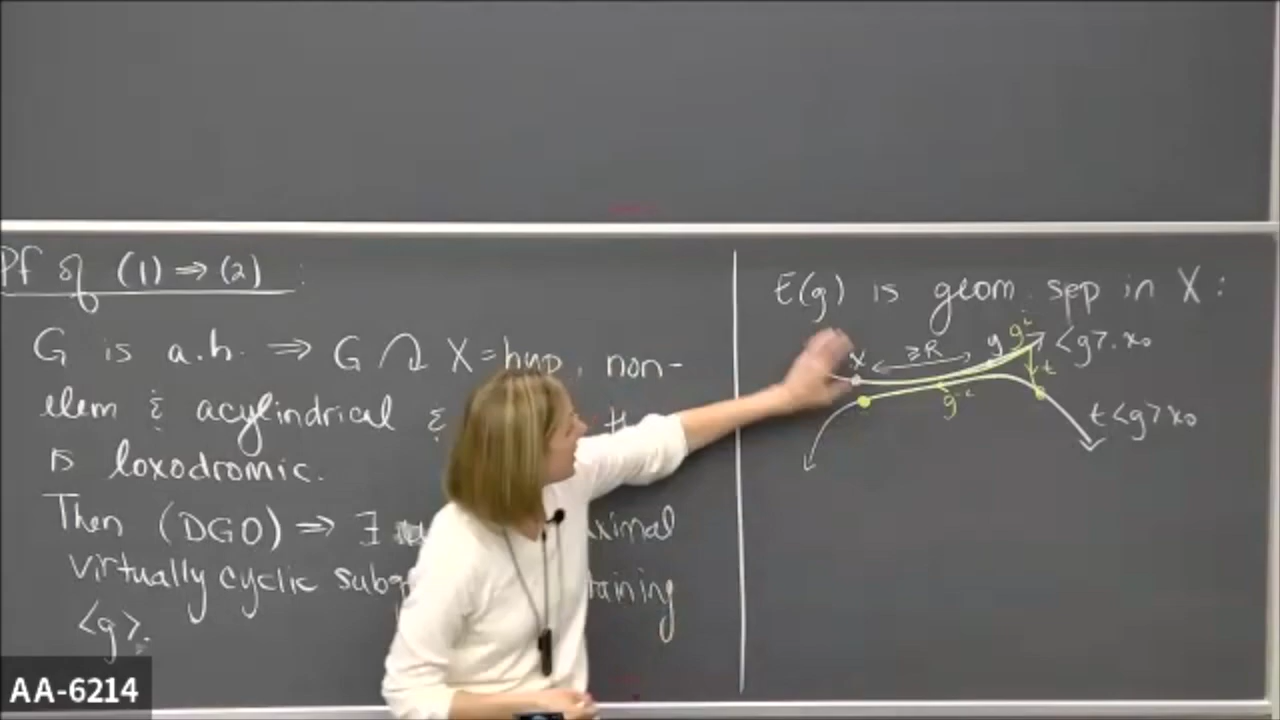 Pf of (1) ⇒ (2) :
G is a.h. ⇒ G ↷ X = hyp, non-
elem & acylindrical &
is loxodromic.
Then (DGO) ⇒ ∃
virtually cyclic
<g>.
E(g) is geom. sep in X :
x ≥R y g^i <g>.x₀
t
g^-i
t<g>x₀
AA-6214